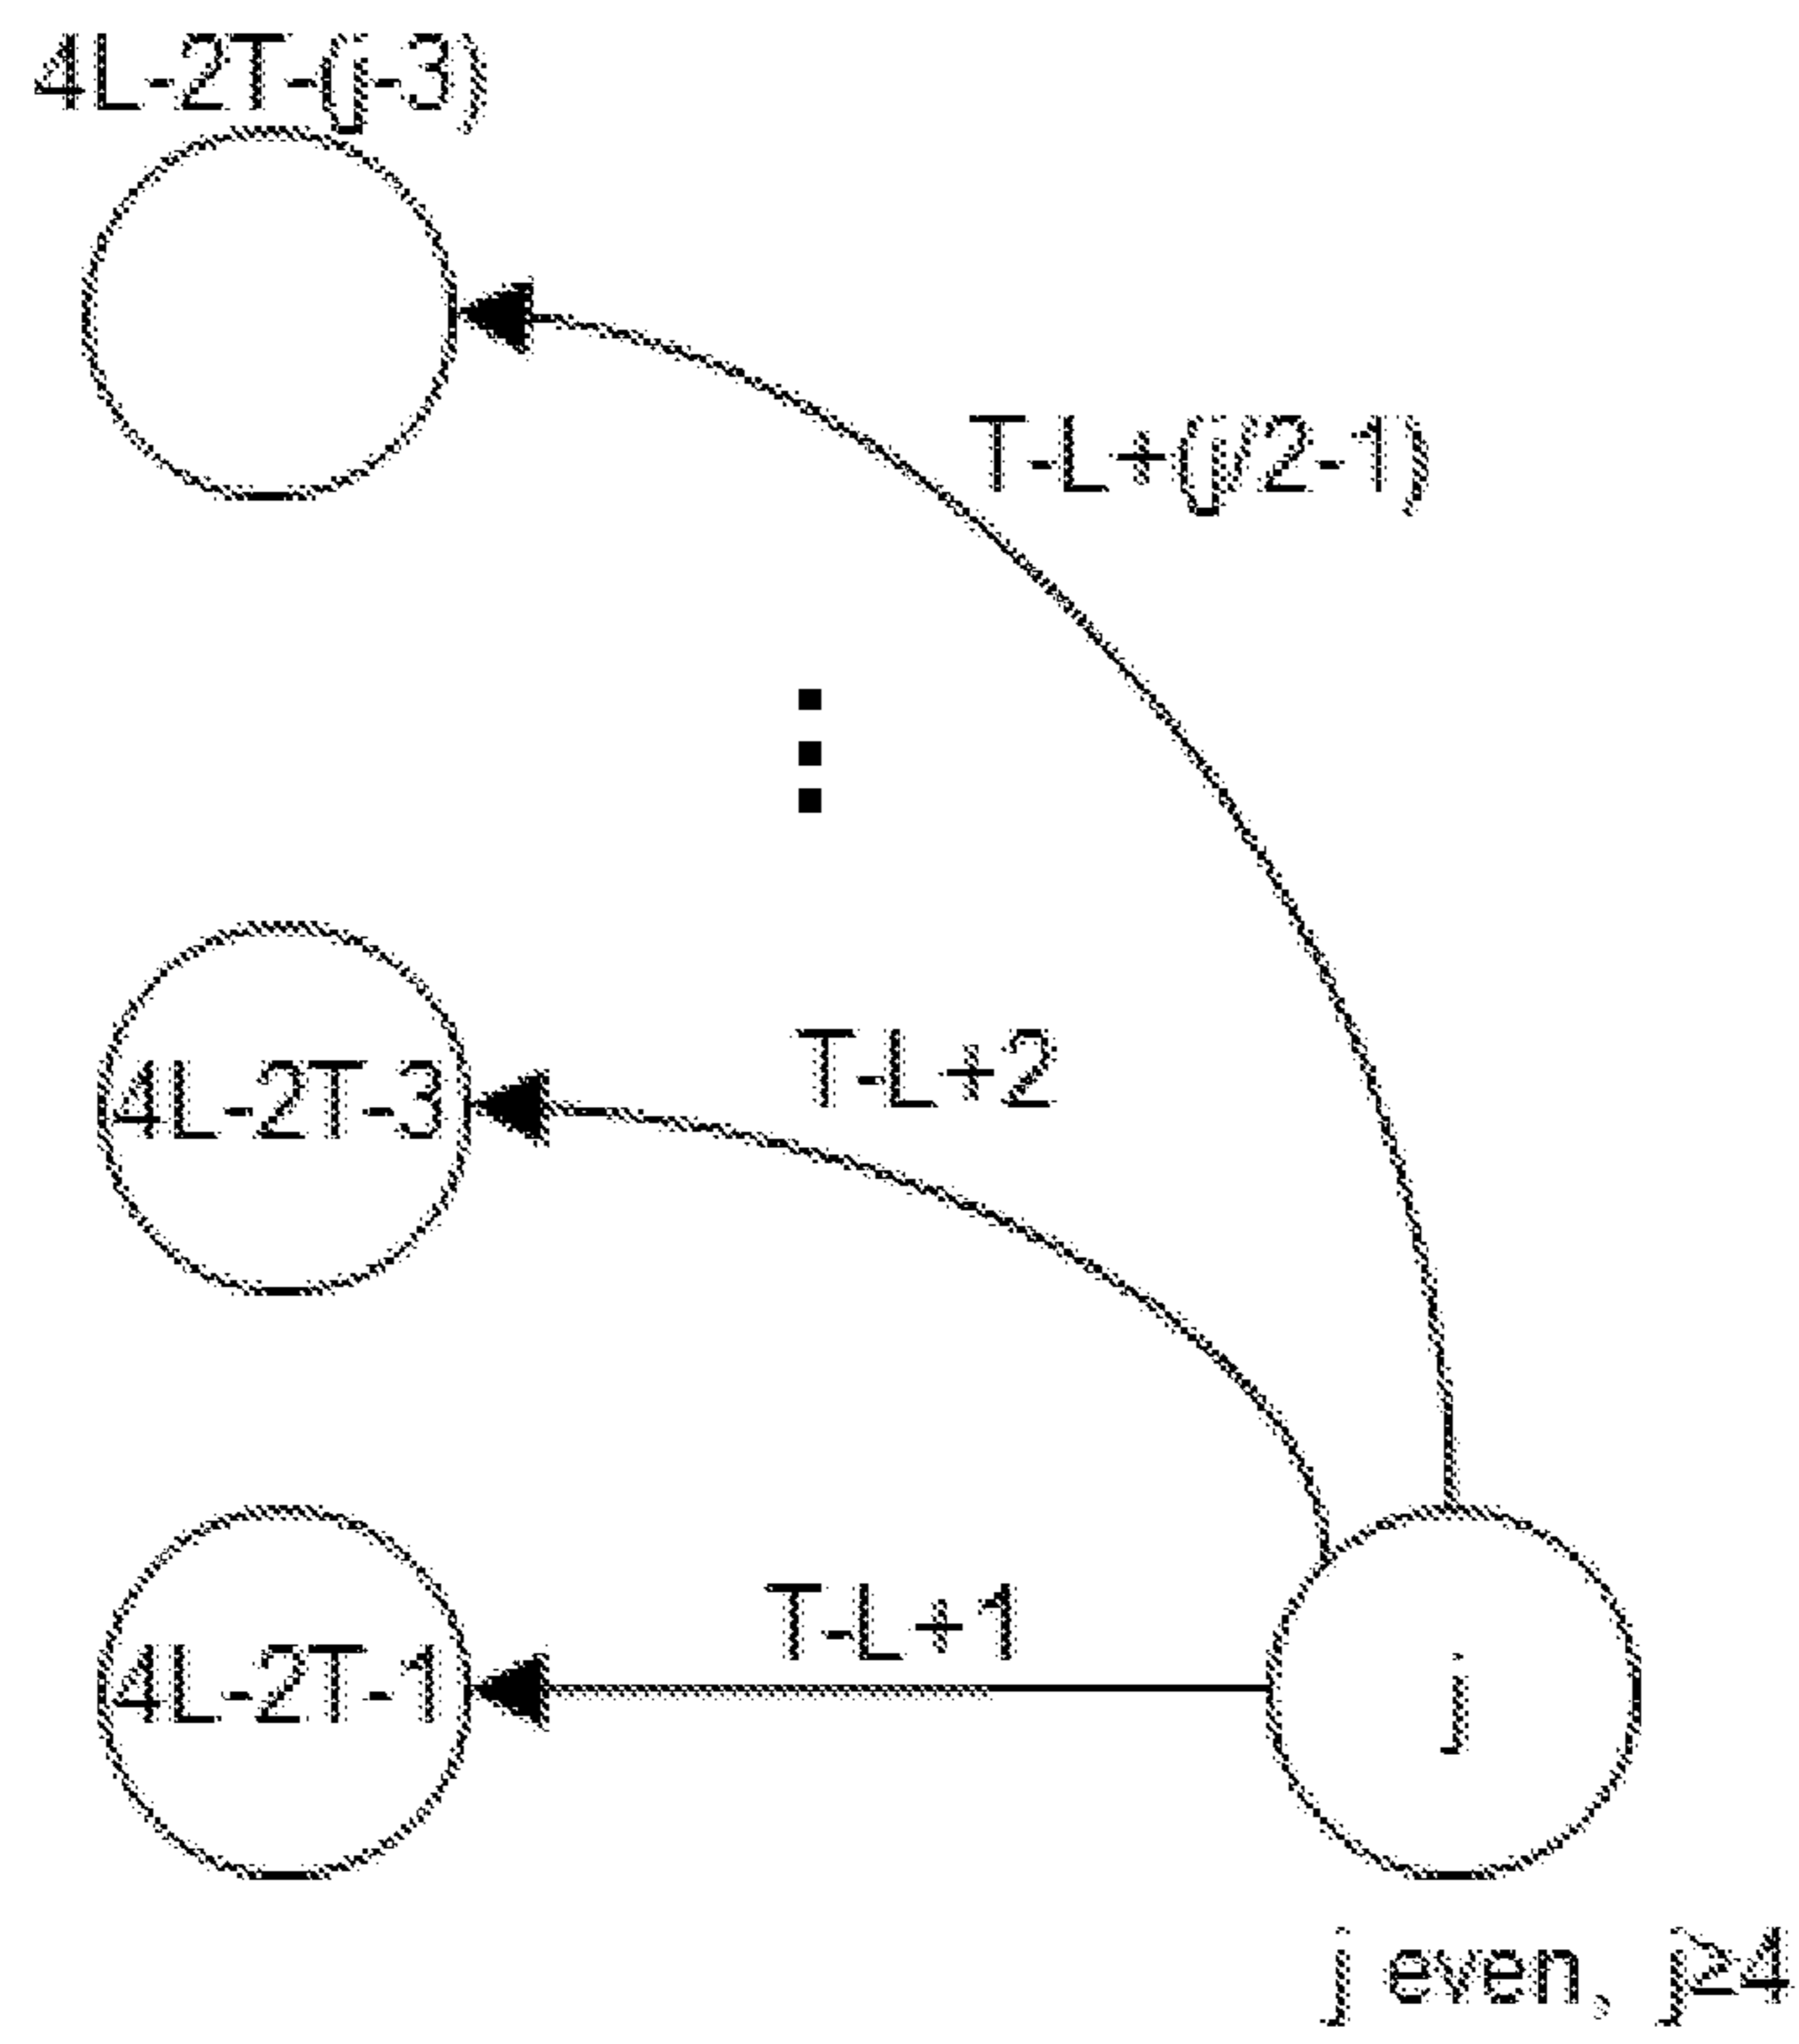 4L-2T-(j-3)
T-L+(j/2-1)
T-L+2
4L-2T-3
T-L+1
4L-2T-1
j
j even, j≥4